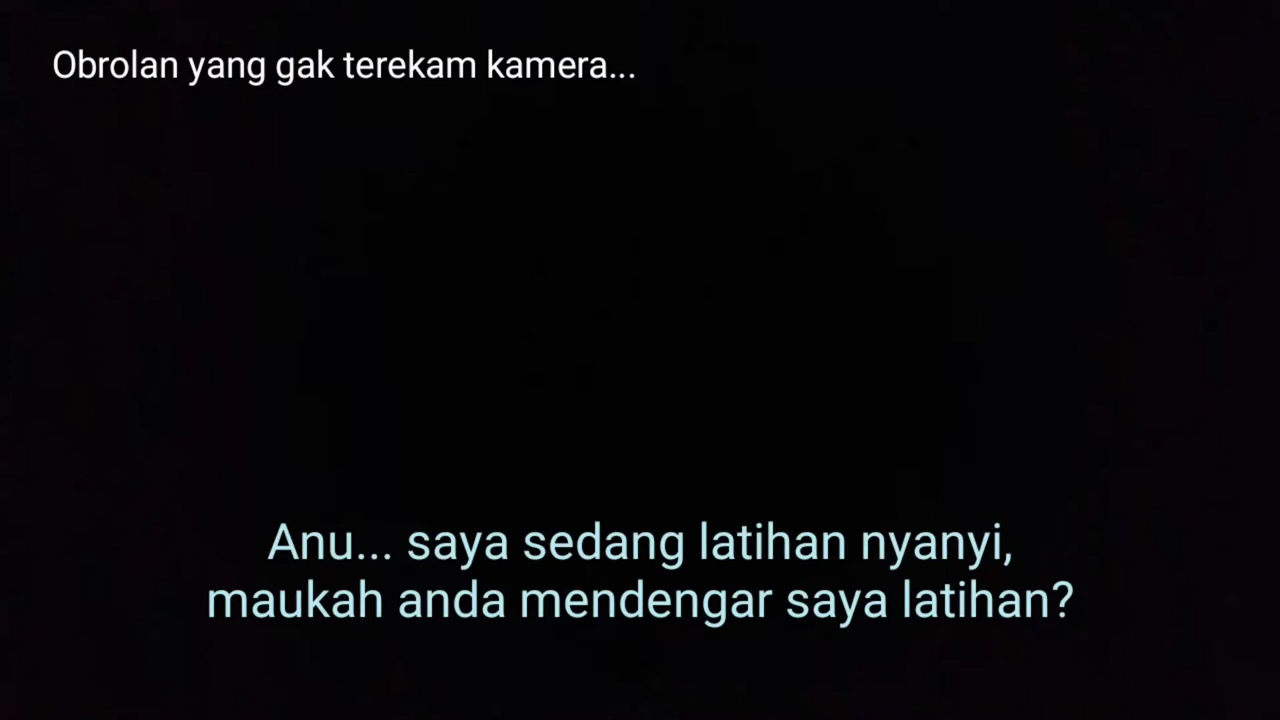 Obrolan yang gak terekam kamera...
Anu... saya sedang latihan nyanyi,
maukah anda mendengar saya latihan?